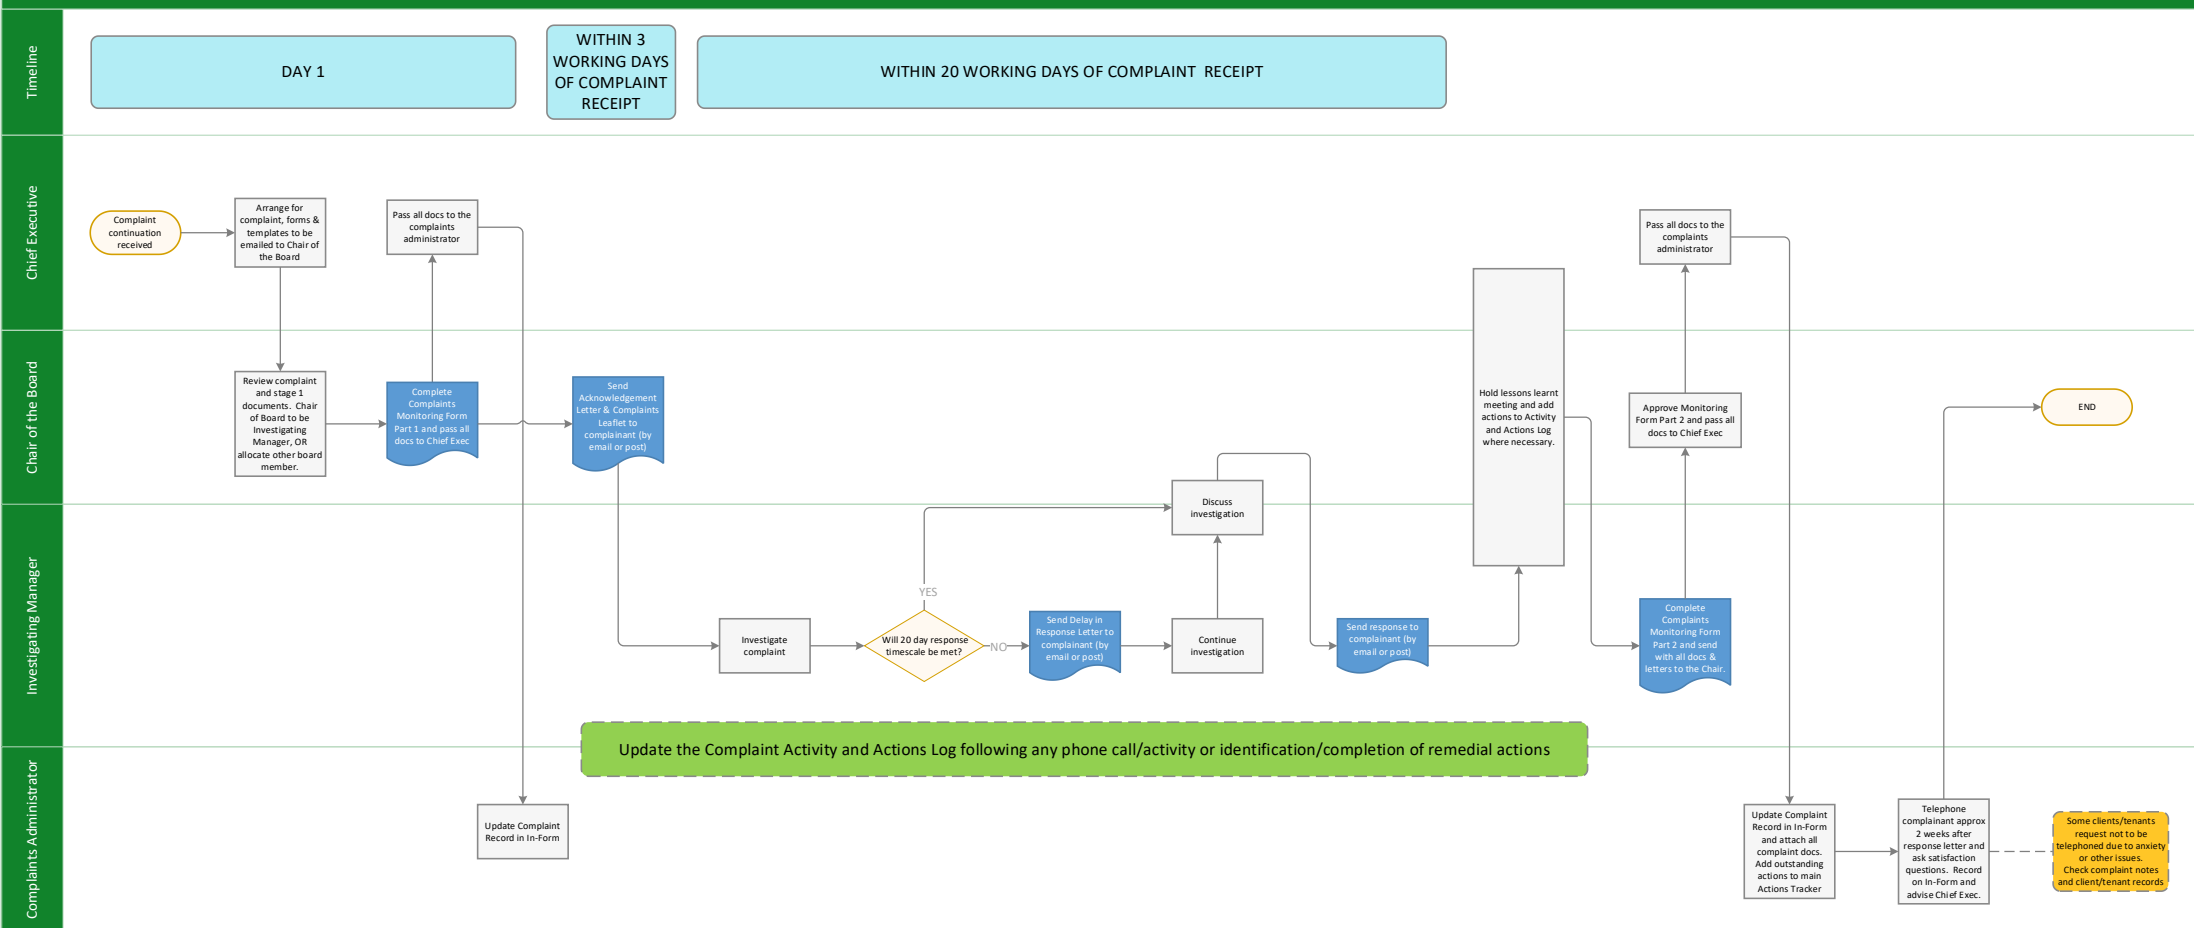 Timeline
DAY 1
WITHIN 3
WORKING DAYS
OF COMPLAINT
RECEIPT
WITHIN 20 WORKING DAYS OF COMPLAINT  RECEIPT
Chief Executive
Complaint
continuation
received
Arrange for
complaint, forms &
templates to be
emailed to Chair of
the Board
Pass all docs to the
complaints
administrator
Pass all docs to the
complaints
administrator
Chair of the Board
Review complaint
and stage 1
documents.  Chair
of Board to be
Investigating
Manager, OR
allocate other board
member.
Complete
Complaints
Monitoring Form
Part 1 and pass all
docs to Chief Exec
Send
Acknowledgement
Letter & Complaints
Leaflet to
complainant (by
email or post)
Discuss
investigation
Hold lessons learnt
meeting and add
actions to Activity
and Actions Log
where necessary.
Approve Monitoring
Form Part 2 and pass all
docs to Chief Exec
END
Investigating Manager
Investigate
complaint
YES
Will 20 day response
timescale be met?
NO
Send Delay in
Response Letter to
complainant (by
email or post)
Continue
investigation
Send response to
complainant (by
email or post)
Complete
Complaints
Monitoring Form
Part 2 and send
with all docs &
letters to the Chair.
Update the Complaint Activity and Actions Log following any phone call/activity or identification/completion of remedial actions
Complaints Administrator
Update Complaint
Record in In-Form
Update Complaint
Record in In-Form
and attach all
complaint docs.
Add outstanding
actions to main
Actions Tracker
Telephone
complainant approx
2 weeks after
response letter and
ask satisfaction
questions.  Record
on In-Form and
advise Chief Exec.
Some clients/tenants
request not to be
telephoned due to anxiety
or other issues.
Check complaint notes
and client/tenant records